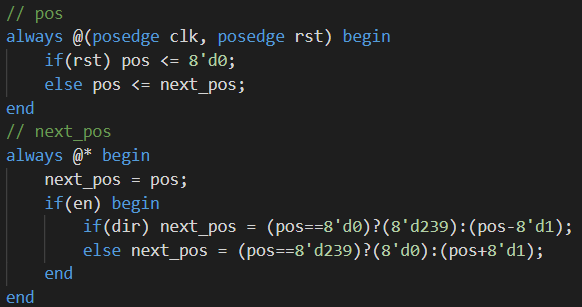 // pos
always @(posedge clk, posedge rst) begin
    if(rst) pos <= 8'd0;
    else pos <= next_pos;
end
// next_pos
always @* begin
    next_pos = pos;
    if(en) begin
        if(dir) next_pos = (pos==8'd0)?(8'd239):(pos-8'd1);
        else next_pos = (pos==8'd239)?(8'd0):(pos+8'd1);
    end
end